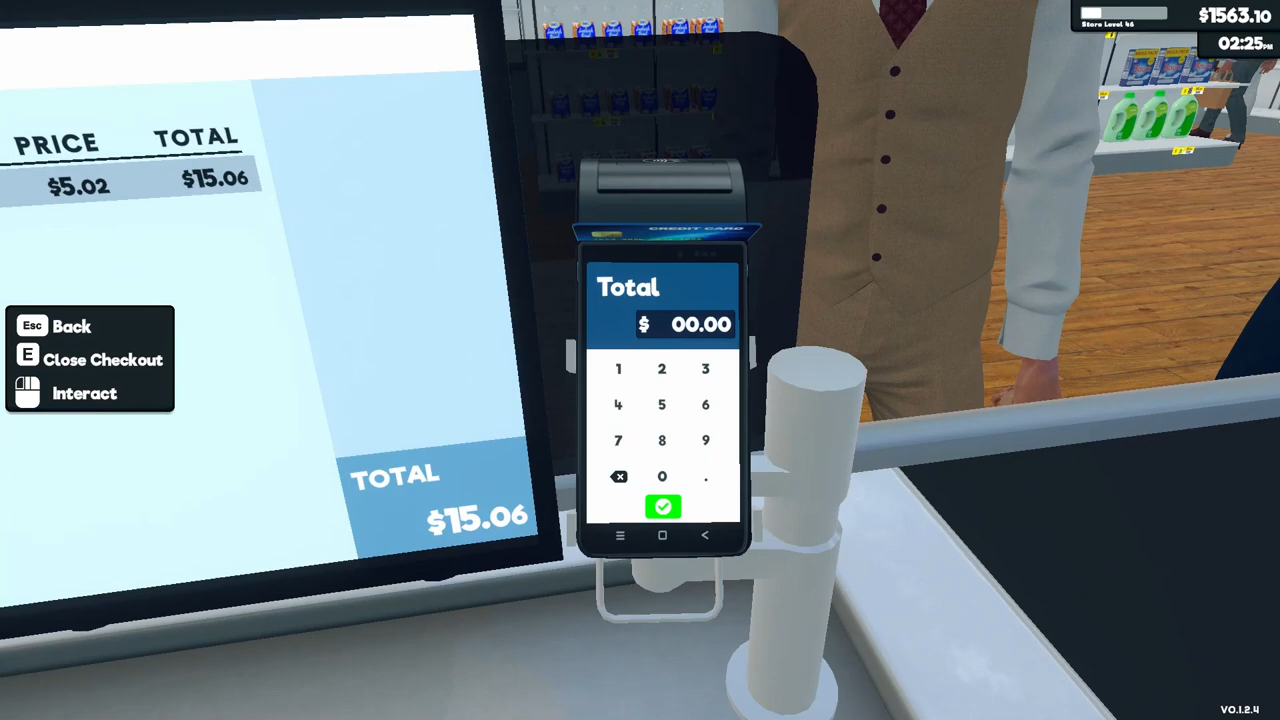 Store Level 46
$1563.10
02:25PM
PRICE TOTAL
$5.02 $15.06
CREDIT CARD
Total
$ 00.00
Esc Back
E Close Checkout
Interact
1 2 3
4 5 6
7 8 9
0 .
TOTAL
$15.06
V0.1.2.4